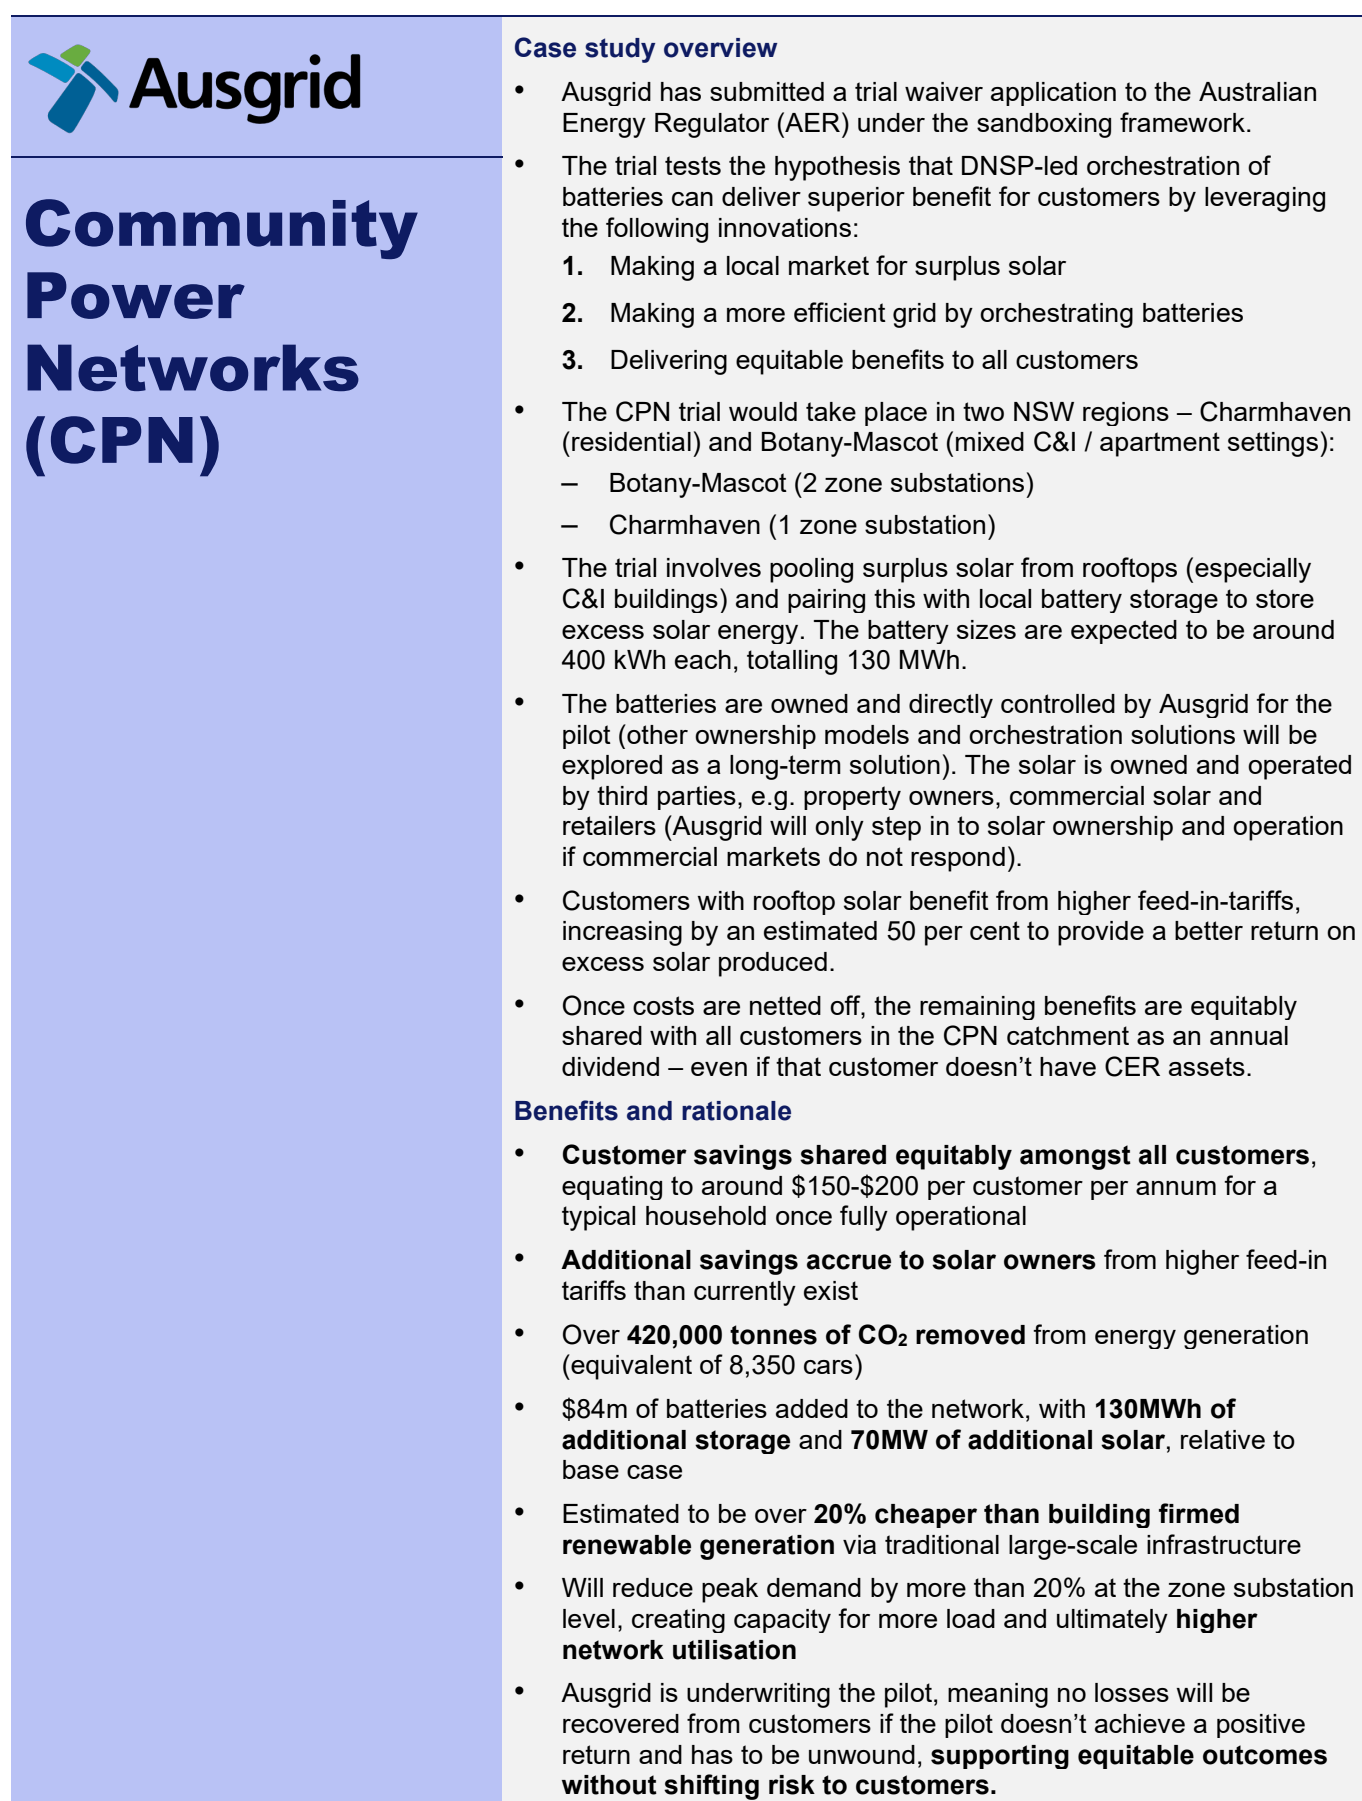 Ausgrid
Community
Power
Networks
(CPN)
Case study overview
• Ausgrid has submitted a trial waiver application to the Australian
Energy Regulator (AER) under the sandboxing framework.
• The trial tests the hypothesis that DNSP-led orchestration of
batteries can deliver superior benefit for customers by leveraging
the following innovations:
1. Making a local market for surplus solar
2. Making a more efficient grid by orchestrating batteries
3. Delivering equitable benefits to all customers
• The CPN trial would take place in two NSW regions – Charmhaven
(residential) and Botany-Mascot (mixed C&I / apartment settings):
– Botany-Mascot (2 zone substations)
– Charmhaven (1 zone substation)
• The trial involves pooling surplus solar from rooftops (especially
C&I buildings) and pairing this with local battery storage to store
excess solar energy. The battery sizes are expected to be around
400 kWh each, totalling 130 MWh.
• The batteries are owned and directly controlled by Ausgrid for the
pilot (other ownership models and orchestration solutions will be
explored as a long-term solution). The solar is owned and operated
by third parties, e.g. property owners, commercial solar and
retailers (Ausgrid will only step in to solar ownership and operation
if commercial markets do not respond).
• Customers with rooftop solar benefit from higher feed-in-tariffs,
increasing by an estimated 50 per cent to provide a better return on
excess solar produced.
• Once costs are netted off, the remaining benefits are equitably
shared with all customers in the CPN catchment as an annual
dividend – even if that customer doesn’t have CER assets.
Benefits and rationale
• Customer savings shared equitably amongst all customers,
equating to around $150-$200 per customer per annum for a
typical household once fully operational
• Additional savings accrue to solar owners from higher feed-in
tariffs than currently exist
• Over 420,000 tonnes of CO₂ removed from energy generation
(equivalent of 8,350 cars)
• $84m of batteries added to the network, with 130MWh of
additional storage and 70MW of additional solar, relative to
base case
• Estimated to be over 20% cheaper than building firmed
renewable generation via traditional large-scale infrastructure
• Will reduce peak demand by more than 20% at the zone substation
level, creating capacity for more load and ultimately higher
network utilisation
• Ausgrid is underwriting the pilot, meaning no losses will be
recovered from customers if the pilot doesn’t achieve a positive
return and has to be unwound, supporting equitable outcomes
without shifting risk to customers.